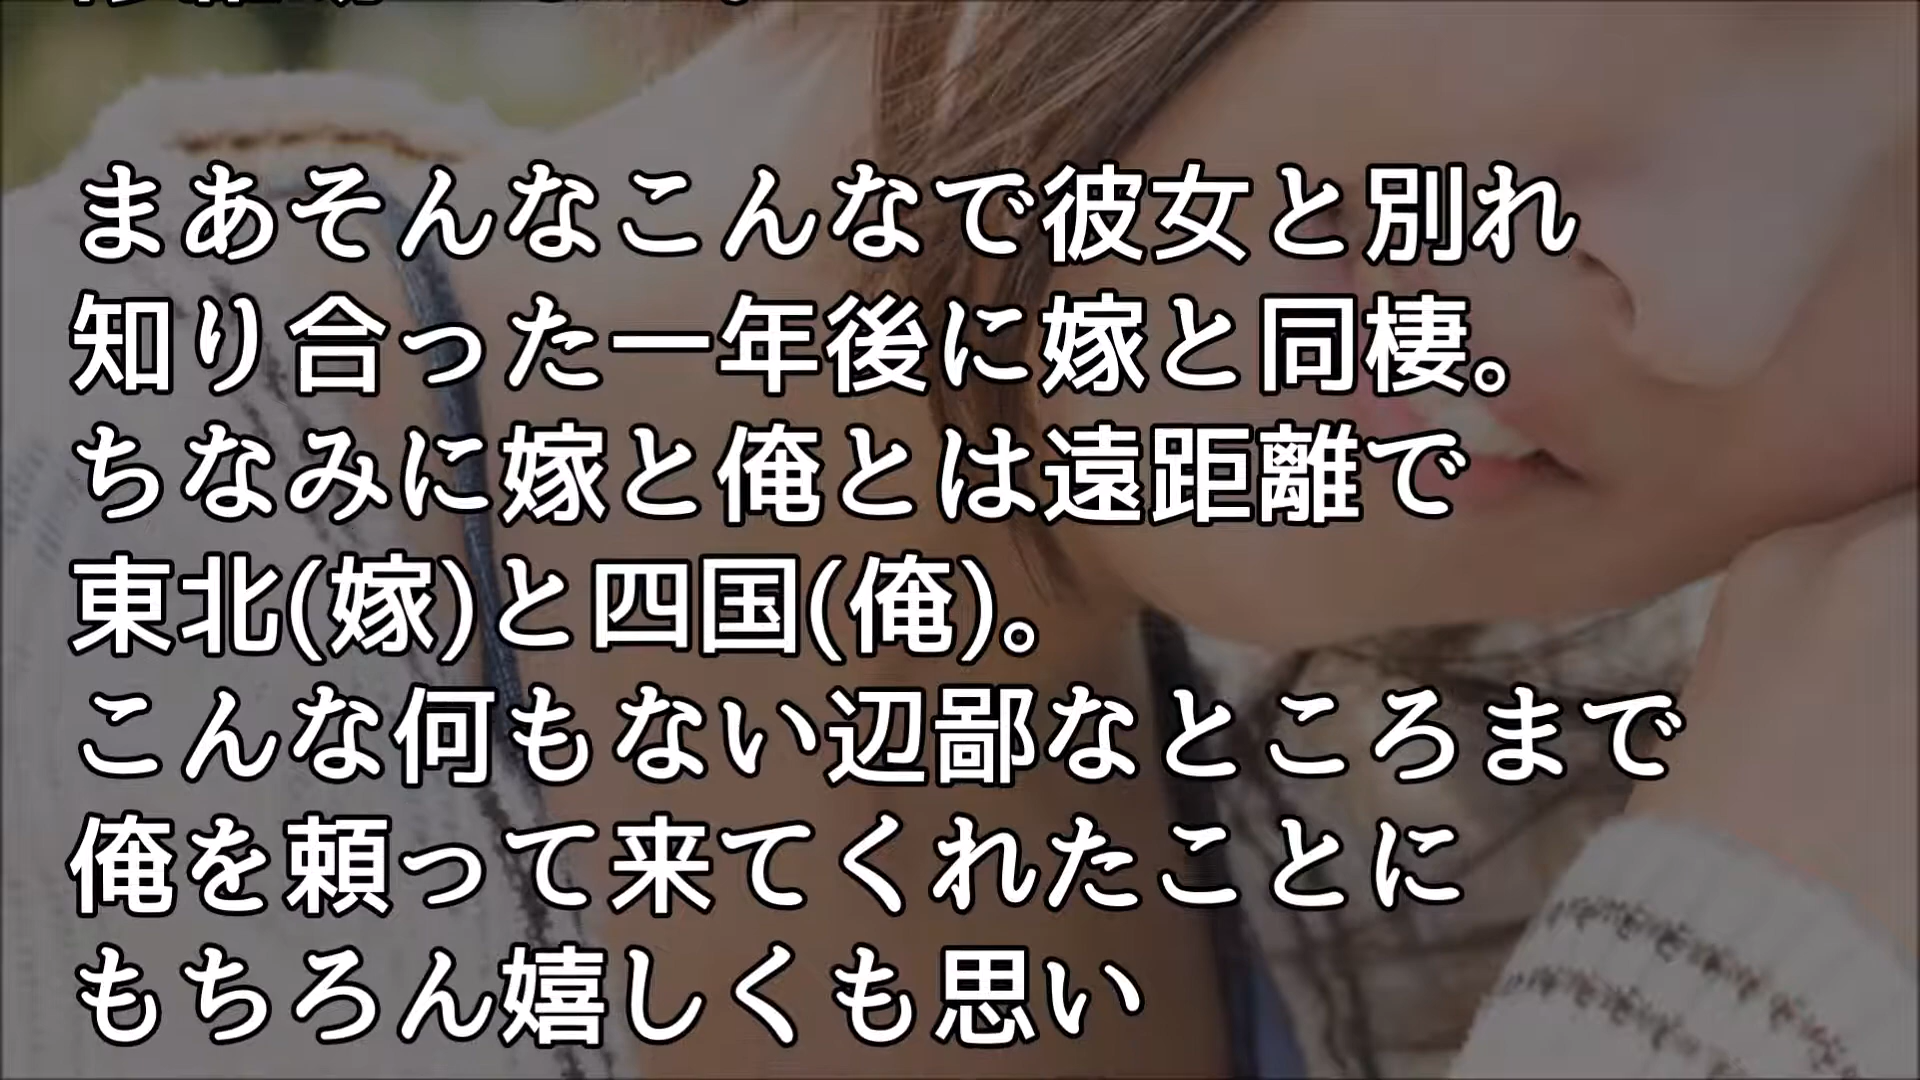 まあそんなこんなで彼女と別れ
知り合った一年後に嫁と同棲。
ちなみに嫁と俺とは遠距離で
東北(嫁)と四国(俺)。
こんな何もない辺鄙なところまで
俺を頼って来てくれたことに
もちろん嬉しくも思い